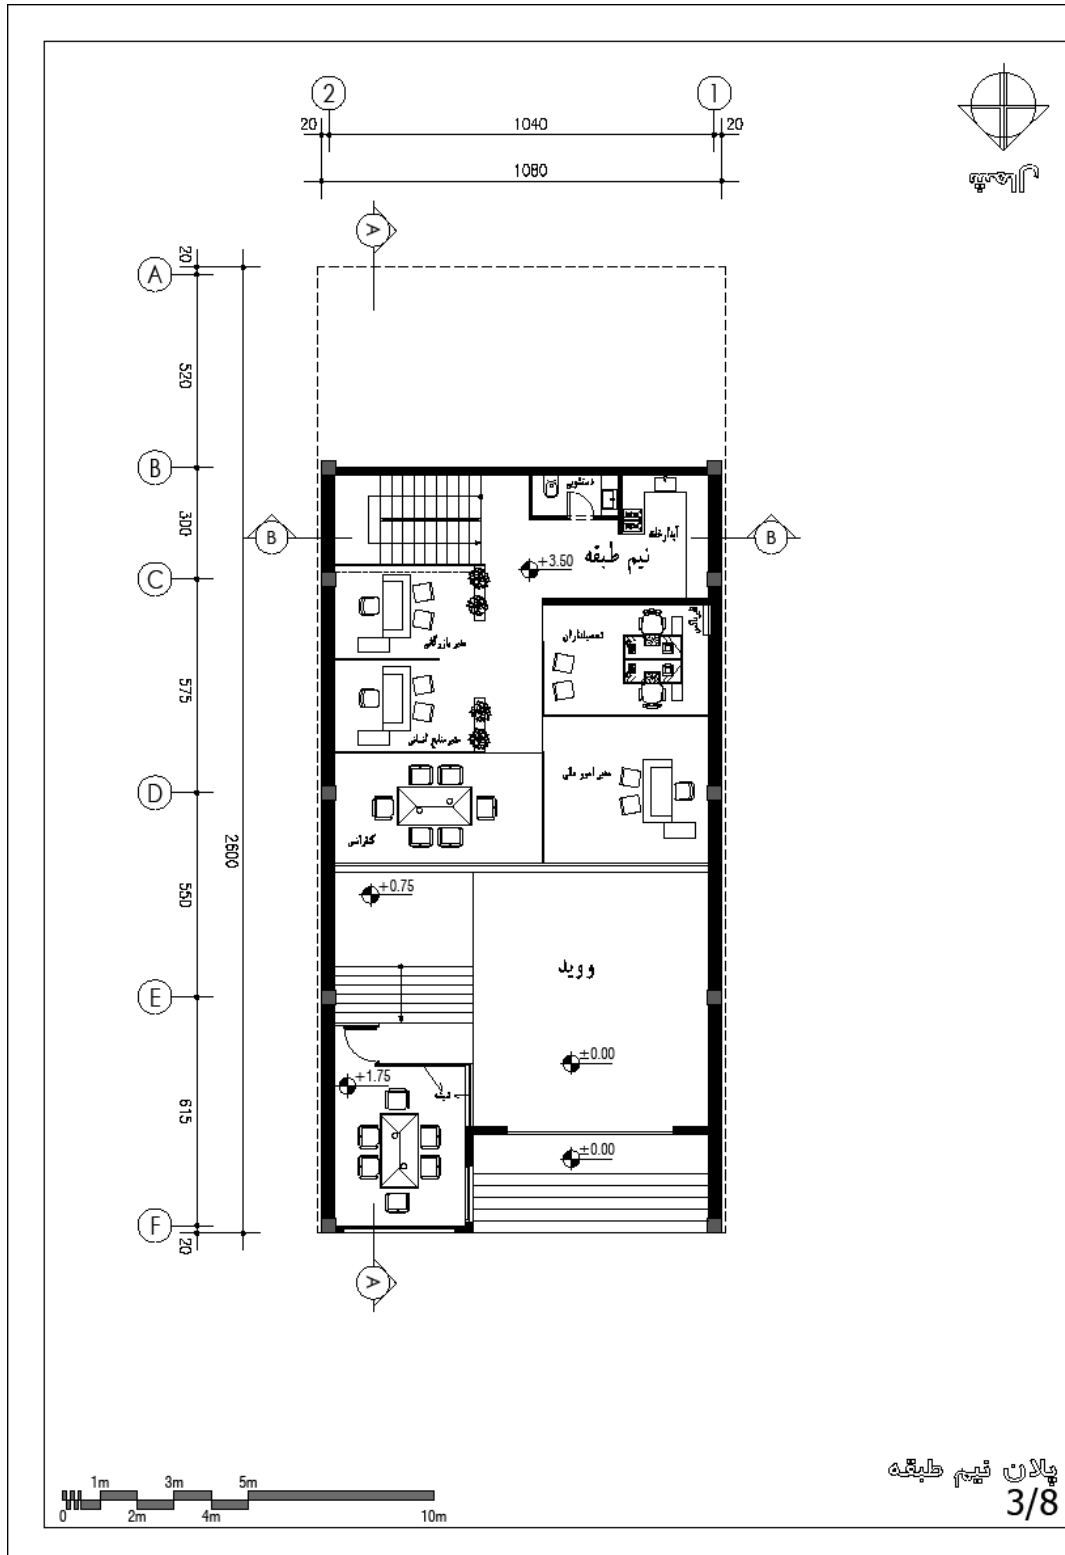 2
1
20
1040
20
1080
شمال
A
20
A
520
B
دستشویی
300
آبدارخانه
B
B
نیم طبقه
+3.50
C
تحصیلداران
مدیر بازرگانی
575
مدیر منابع انسانی
مدیر امور مالی
D
کنفرانس
2600
+0.75
550
وويد
E
±0.00
+1.75
شیشه
615
±0.00
F
20
A
پلان نیم طبقه
3/8
1m
3m
5m
0
2m
4m
10m